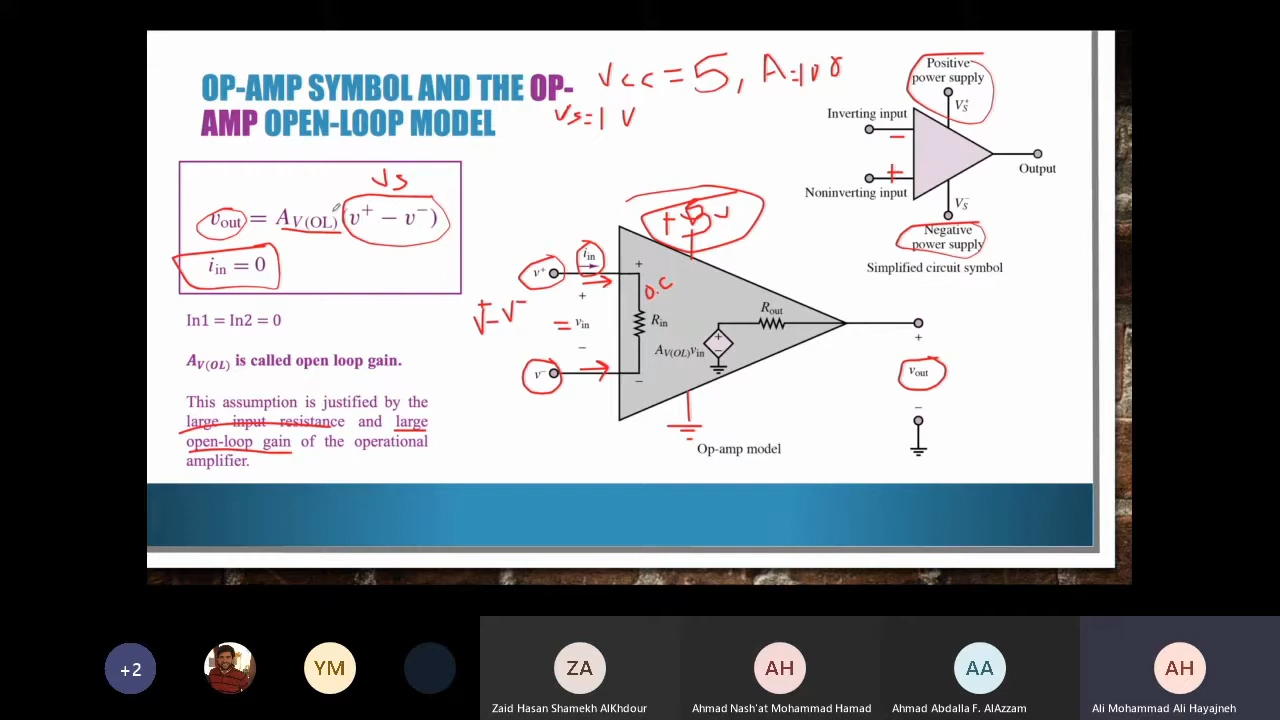 OP-AMP SYMBOL AND THE OP-
AMP OPEN-LOOP MODEL
Vcc = 5, A=100
Vs=1 V
Vs
vout = AV(OL)(v+ − v−)
iin = 0
In1 = In2 = 0
AV(OL) is called open loop gain.
This assumption is justified by the
large input resistance and large
open-loop gain of the operational
amplifier.
V+-V-
v+
iin
+
vin
=
−
v−
+
O.C
Rin
−
AV(OL)vin
+
−
Rout
+
vout
−
Op-amp model
Positive
power supply
VS+
Inverting input
−
+
Noninverting input
Output
VS−
Negative
power supply
Simplified circuit symbol
+2
YM
ZA
AH
AA
AH
Zaid Hasan Shamekh AlKhdour
Ahmad Nash'at Mohammad Hamad
Ahmad Abdalla F. AlAzzam
Ali Mohammad Ali Hayajneh